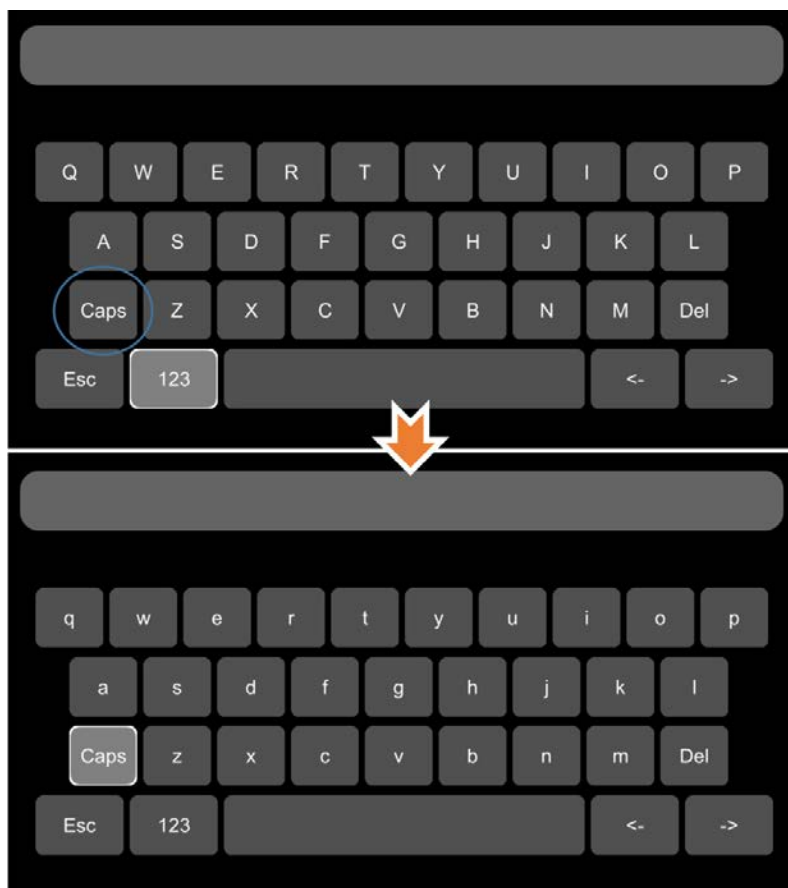 Q W E R T Y U I O P
A S D F G H J K L
Caps Z X C V B N M Del
Esc 123 <- ->
q w e r t y u i o p
a s d f g h j k l
Caps z x c v b n m Del
Esc 123 <- ->